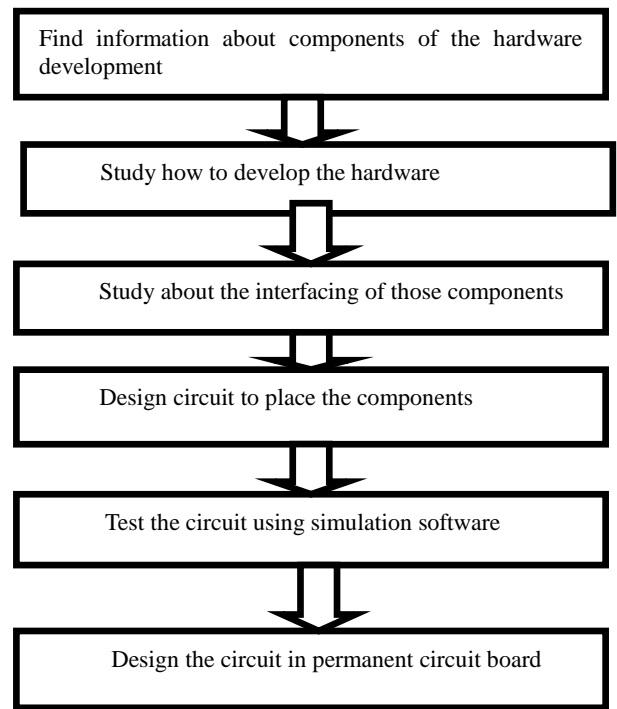 Find information about components of the hardware
development
Study how to develop the hardware
Study about the interfacing of those components
Design circuit to place the components
Test the circuit using simulation software
Design the circuit in permanent circuit board